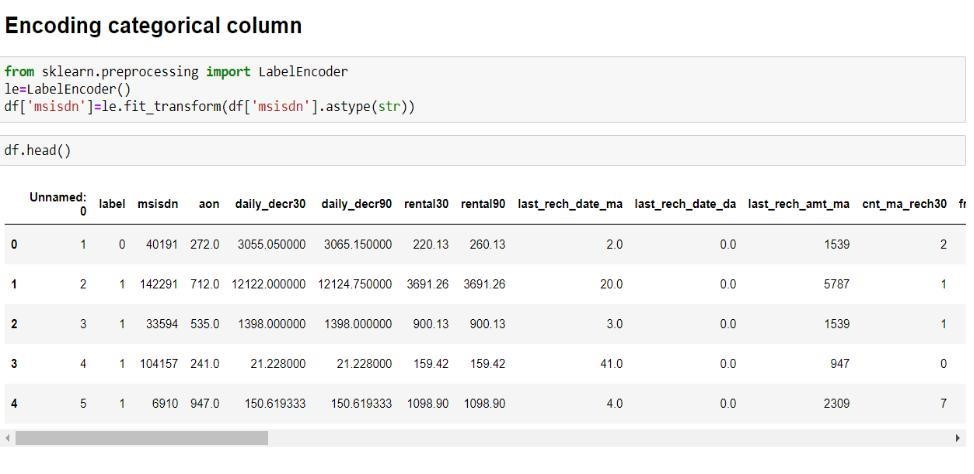 Encoding categorical column
from sklearn.preprocessing import LabelEncoder
le=LabelEncoder()
df['msisdn']=le.fit_transform(df['msisdn'].astype(str))
df.head()
Unnamed: 0 label msisdn aon daily_decr30 daily_decr90 rental30 rental90 last_rech_date_ma last_rech_date_da last_rech_amt_ma cnt_ma_rech30 fr
0 1 0 40191 272.0 3055.050000 3065.150000 220.13 260.13 2.0 0.0 1539 2
1 2 1 142291 712.0 12122.000000 12124.750000 3691.26 3691.26 20.0 0.0 5787 1
2 3 1 33594 535.0 1398.000000 1398.000000 900.13 900.13 3.0 0.0 1539 1
3 4 1 104157 241.0 21.228000 21.228000 159.42 159.42 41.0 0.0 947 0
4 5 1 6910 947.0 150.619333 150.619333 1098.90 1098.90 4.0 0.0 2309 7